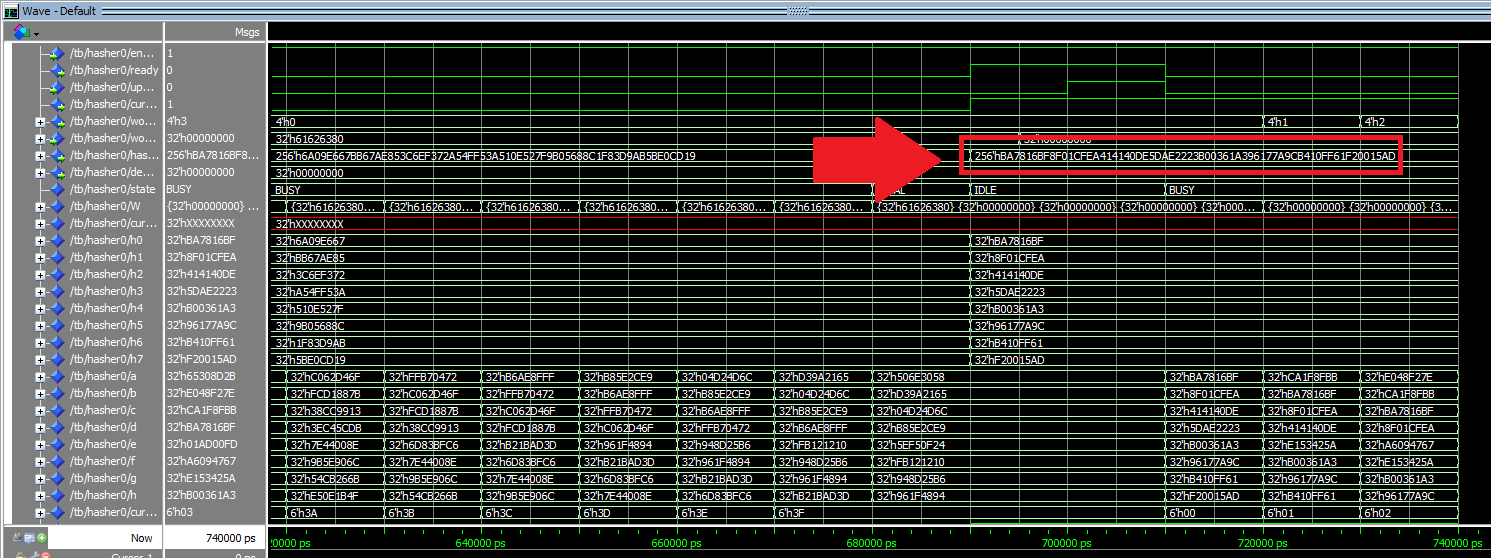 Wave - Default
Msgs
/tb/hasher0/en... 1
/tb/hasher0/ready 0
/tb/hasher0/up... 0
/tb/hasher0/cur... 1
/tb/hasher0/wo... 4'h3 4'h0 4'h1 4'h2
/tb/hasher0/wo... 32'h00000000 32'h61626380 32'h00000000
/tb/hasher0/has... 256'hBA7816BF8... 256'h6A09E667BB67AE853C6EF372A54FF53A510E527F9B05688C1F83D9AB5BE0CD19 256'hBA7816BF8F01CFEA414140DE5DAE2223B00361A396177A9CB410FF61F20015AD
/tb/hasher0/de... 32'h00000000 32'h00000000
/tb/hasher0/state BUSY BUSY IDLE BUSY
/tb/hasher0/W {32'h00000000} ... {32'h61626380... {32'h61626380... {32'h61626380... {32'h61626380... {32'h61626380... {32'h61626380... {32'h61626380} {32'h00000000} {32'h00000000} {32'h00000000} {32'h000... {32'h61626380} {32'h00000000} {3...
/tb/hasher0/cur... 32'hXXXXXXXX 32'hXXXXXXXX
/tb/hasher0/h0 32'hBA7816BF 32'h6A09E667 32'hBA7816BF
/tb/hasher0/h1 32'h8F01CFEA 32'hBB67AE85 32'h8F01CFEA
/tb/hasher0/h2 32'h414140DE 32'h3C6EF372 32'h414140DE
/tb/hasher0/h3 32'h5DAE2223 32'hA54FF53A 32'h5DAE2223
/tb/hasher0/h4 32'hB00361A3 32'h510E527F 32'hB00361A3
/tb/hasher0/h5 32'h96177A9C 32'h9B05688C 32'h96177A9C
/tb/hasher0/h6 32'hB410FF61 32'h1F83D9AB 32'hB410FF61
/tb/hasher0/h7 32'hF20015AD 32'h5BE0CD19 32'hF20015AD
/tb/hasher0/a 32'h65308D2B 32'hC062D46F 32'hFFB70472 32'hB6AE8FFF 32'hB85E2CE9 32'h04D24D6C 32'hD39A2165 32'h506E3058 32'hBA7816BF 32'hCA1F8FBB 32'hE048F27E
/tb/hasher0/b 32'hE048F27E 32'hFCD1887B 32'hC062D46F 32'hFFB70472 32'hB6AE8FFF 32'hB85E2CE9 32'h04D24D6C 32'hD39A2165 32'h8F01CFEA 32'hBA7816BF 32'hCA1F8FBB
/tb/hasher0/c 32'hCA1F8FBB 32'h38CC9913 32'hFCD1887B 32'hC062D46F 32'hFFB70472 32'hB6AE8FFF 32'hB85E2CE9 32'h04D24D6C 32'h414140DE 32'h8F01CFEA 32'hBA7816BF
/tb/hasher0/d 32'hBA7816BF 32'h3EC45CDB 32'h38CC9913 32'hFCD1887B 32'hC062D46F 32'hFFB70472 32'hB6AE8FFF 32'hB85E2CE9 32'h5DAE2223 32'h414140DE 32'h8F01CFEA
/tb/hasher0/e 32'h01AD00FD 32'h7E44008E 32'h6D83BFC6 32'hB21BAD3D 32'h961F4894 32'h948D25B6 32'hFB121210 32'h5EF50F24 32'hB00361A3 32'hE153425A 32'hA6094767
/tb/hasher0/f 32'hA6094767 32'h9B5E906C 32'h7E44008E 32'h6D83BFC6 32'hB21BAD3D 32'h961F4894 32'h948D25B6 32'hFB121210 32'h96177A9C 32'hB00361A3 32'hE153425A
/tb/hasher0/g 32'hE153425A 32'h54CB266B 32'h9B5E906C 32'h7E44008E 32'h6D83BFC6 32'hB21BAD3D 32'h961F4894 32'h948D25B6 32'hB410FF61 32'h96177A9C 32'hB00361A3
/tb/hasher0/h 32'hB00361A3 32'hE50E1B4F 32'h54CB266B 32'h9B5E906C 32'h7E44008E 32'h6D83BFC6 32'hB21BAD3D 32'h961F4894 32'hF20015AD 32'hB410FF61 32'h96177A9C
/tb/hasher0/cur... 6'h03 6'h3A 6'h3B 6'h3C 6'h3D 6'h3E 6'h3F 6'h00 6'h01 6'h02
Now 740000 ps 640000 ps 660000 ps 680000 ps 700000 ps 720000 ps 740000 ps
Cursor 1 0 ps